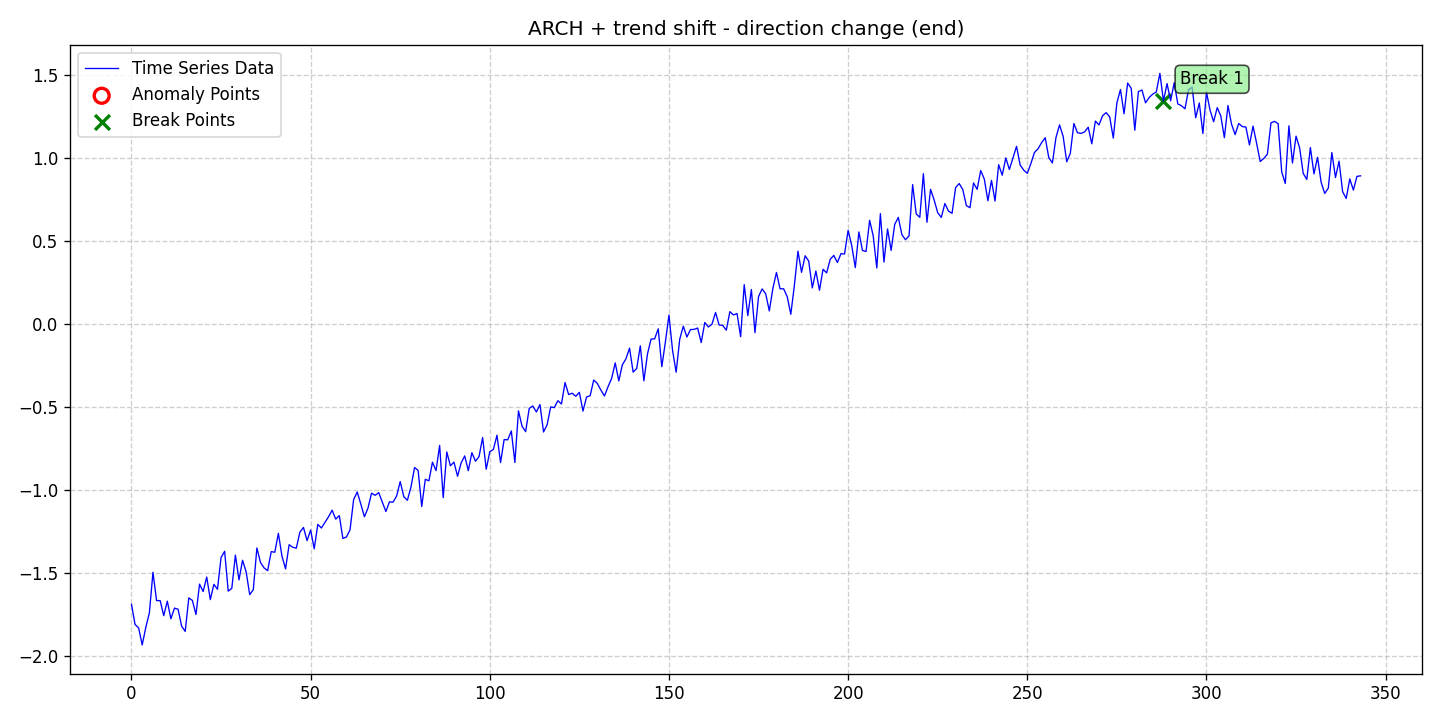 ARCH + trend shift - direction change (end)
Time Series Data
Anomaly Points
Break Points
Break 1
1.5
1.0
0.5
0.0
−0.5
−1.0
−1.5
−2.0
0 50 100 150 200 250 300 350